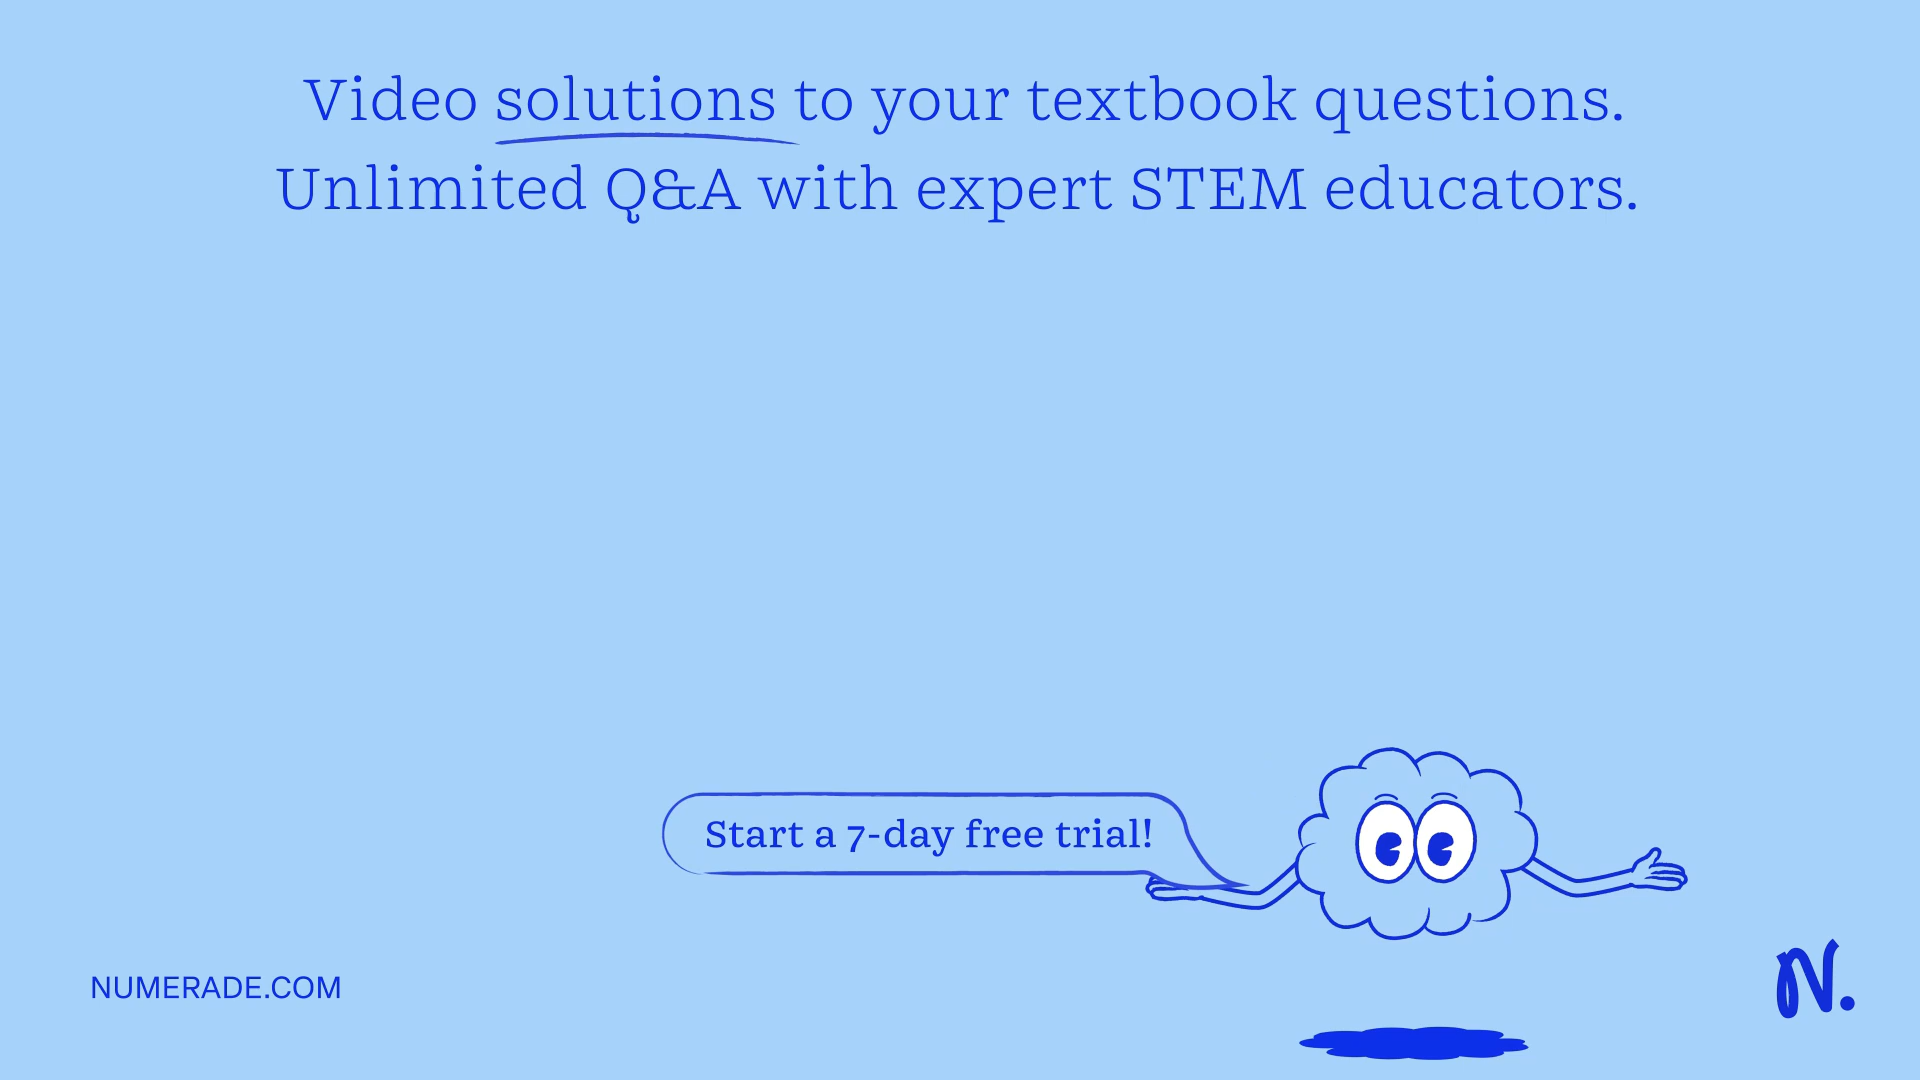 Video solutions to your textbook questions.
Unlimited Q&A with expert STEM educators.
Start a 7-day free trial!
NUMERADE.COM
N.